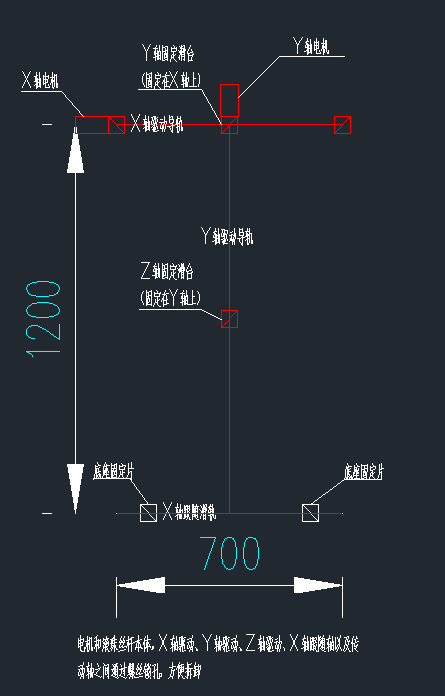 Y轴固定滑台
(固定在X轴上)
Y轴电机
X轴电机
X轴驱动导轨
Y轴驱动导轨
Z轴固定滑台
(固定在Y轴上)
1200
底座固定片
底座固定片
X轴跟随滑轨
700
电机和滚珠丝杆本体，X轴驱动、Y轴驱动、Z轴驱动、X轴跟随轴以及传
动轴之间通过螺丝锁孔，方便拆卸